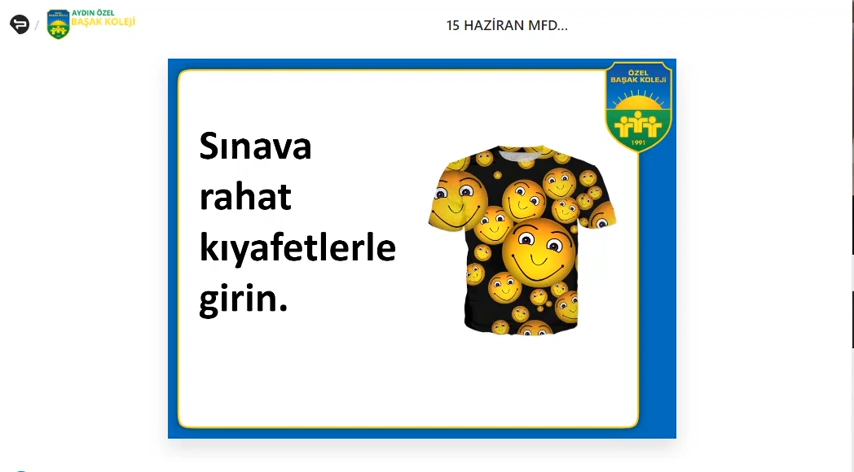 AYDIN ÖZEL
BAŞAK KOLEJİ
15 HAZİRAN MFD...
ÖZEL
BAŞAK KOLEJİ
1991
Sınava
rahat
kıyafetlerle
girin.